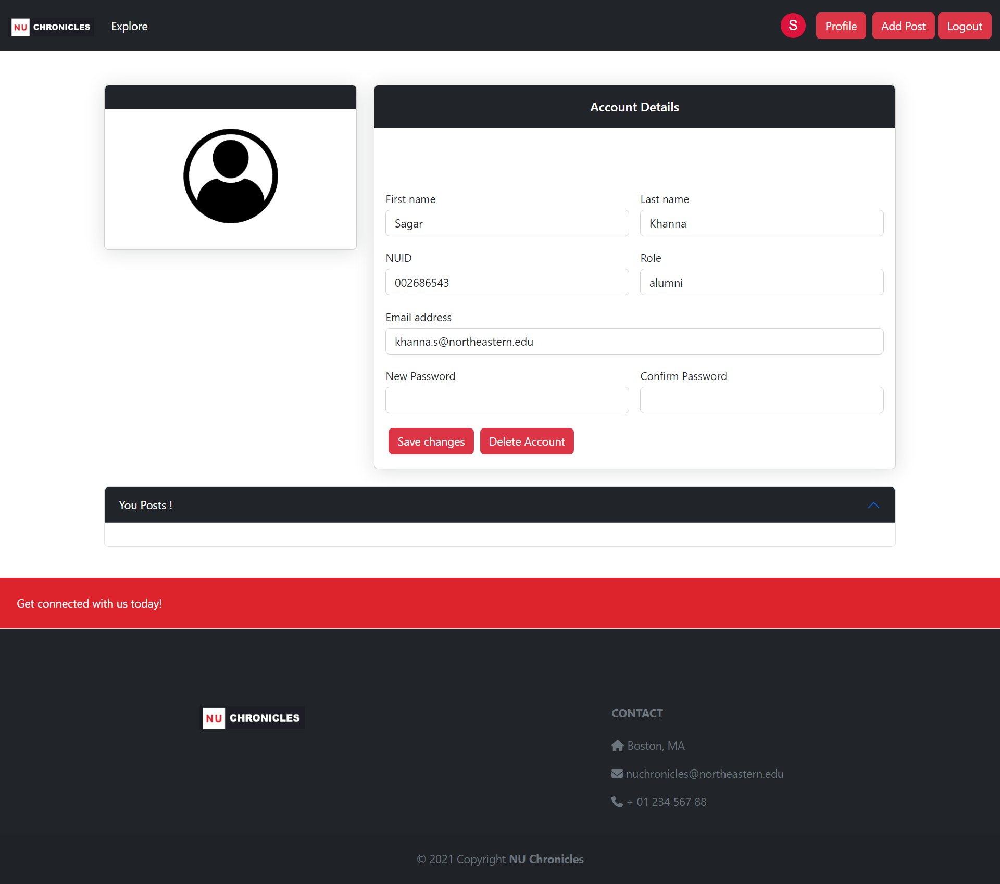 NU CHRONICLES Explore S Profile Add Post Logout
Account Details
First name Last name
Sagar Khanna
NUID Role
002686543 alumni
Email address
khanna.s@northeastern.edu
New Password Confirm Password
Save changes Delete Account
You Posts !
Get connected with us today!
NU CHRONICLES
CONTACT
Boston, MA
nuchronicles@northeastern.edu
+ 01 234 567 88
© 2021 Copyright NU Chronicles